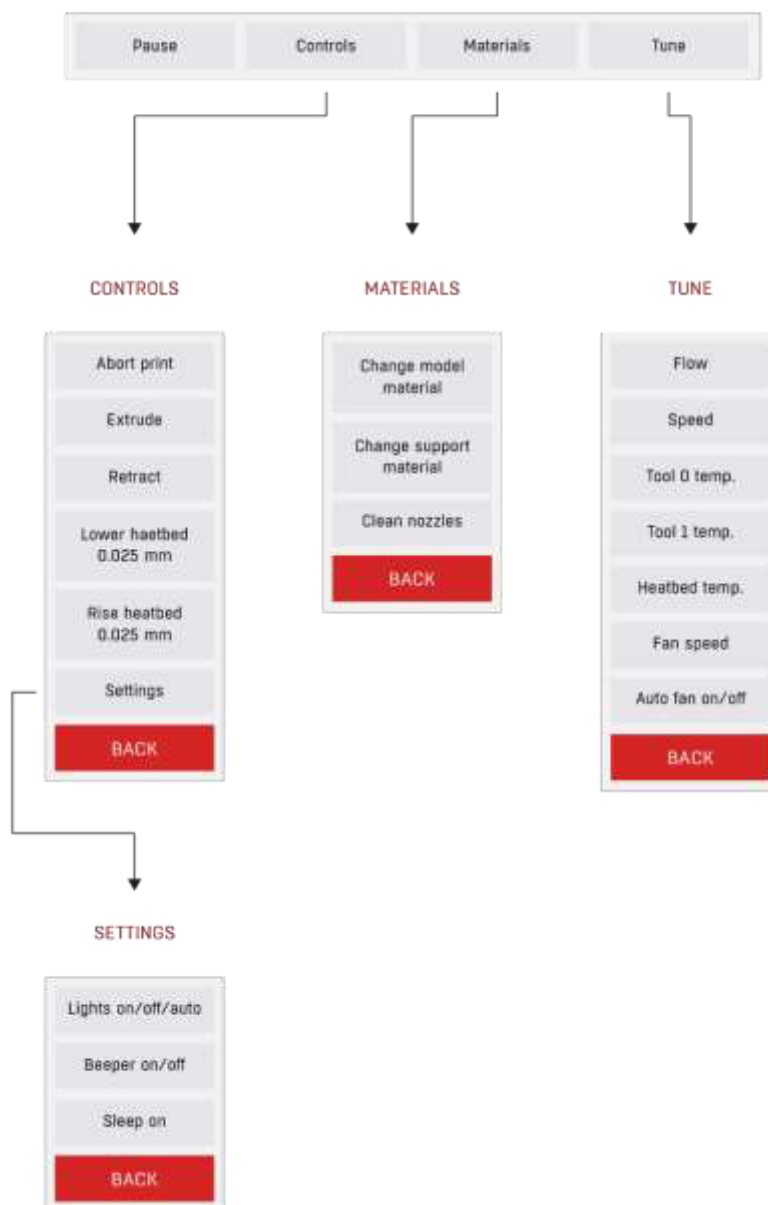 Pause
Controls
Materials
Tune
CONTROLS
Abort print
Extrude
Retract
Lower haetbed
0.025 mm
Rise heatbed
0.025 mm
Settings
BACK
MATERIALS
Change model
material
Change support
material
Clean nozzles
BACK
TUNE
Flow
Speed
Tool 0 temp.
Tool 1 temp.
Heatbed temp.
Fan speed
Auto fan on/off
BACK
SETTINGS
Lights on/off/auto
Beeper on/off
Sleep on
BACK